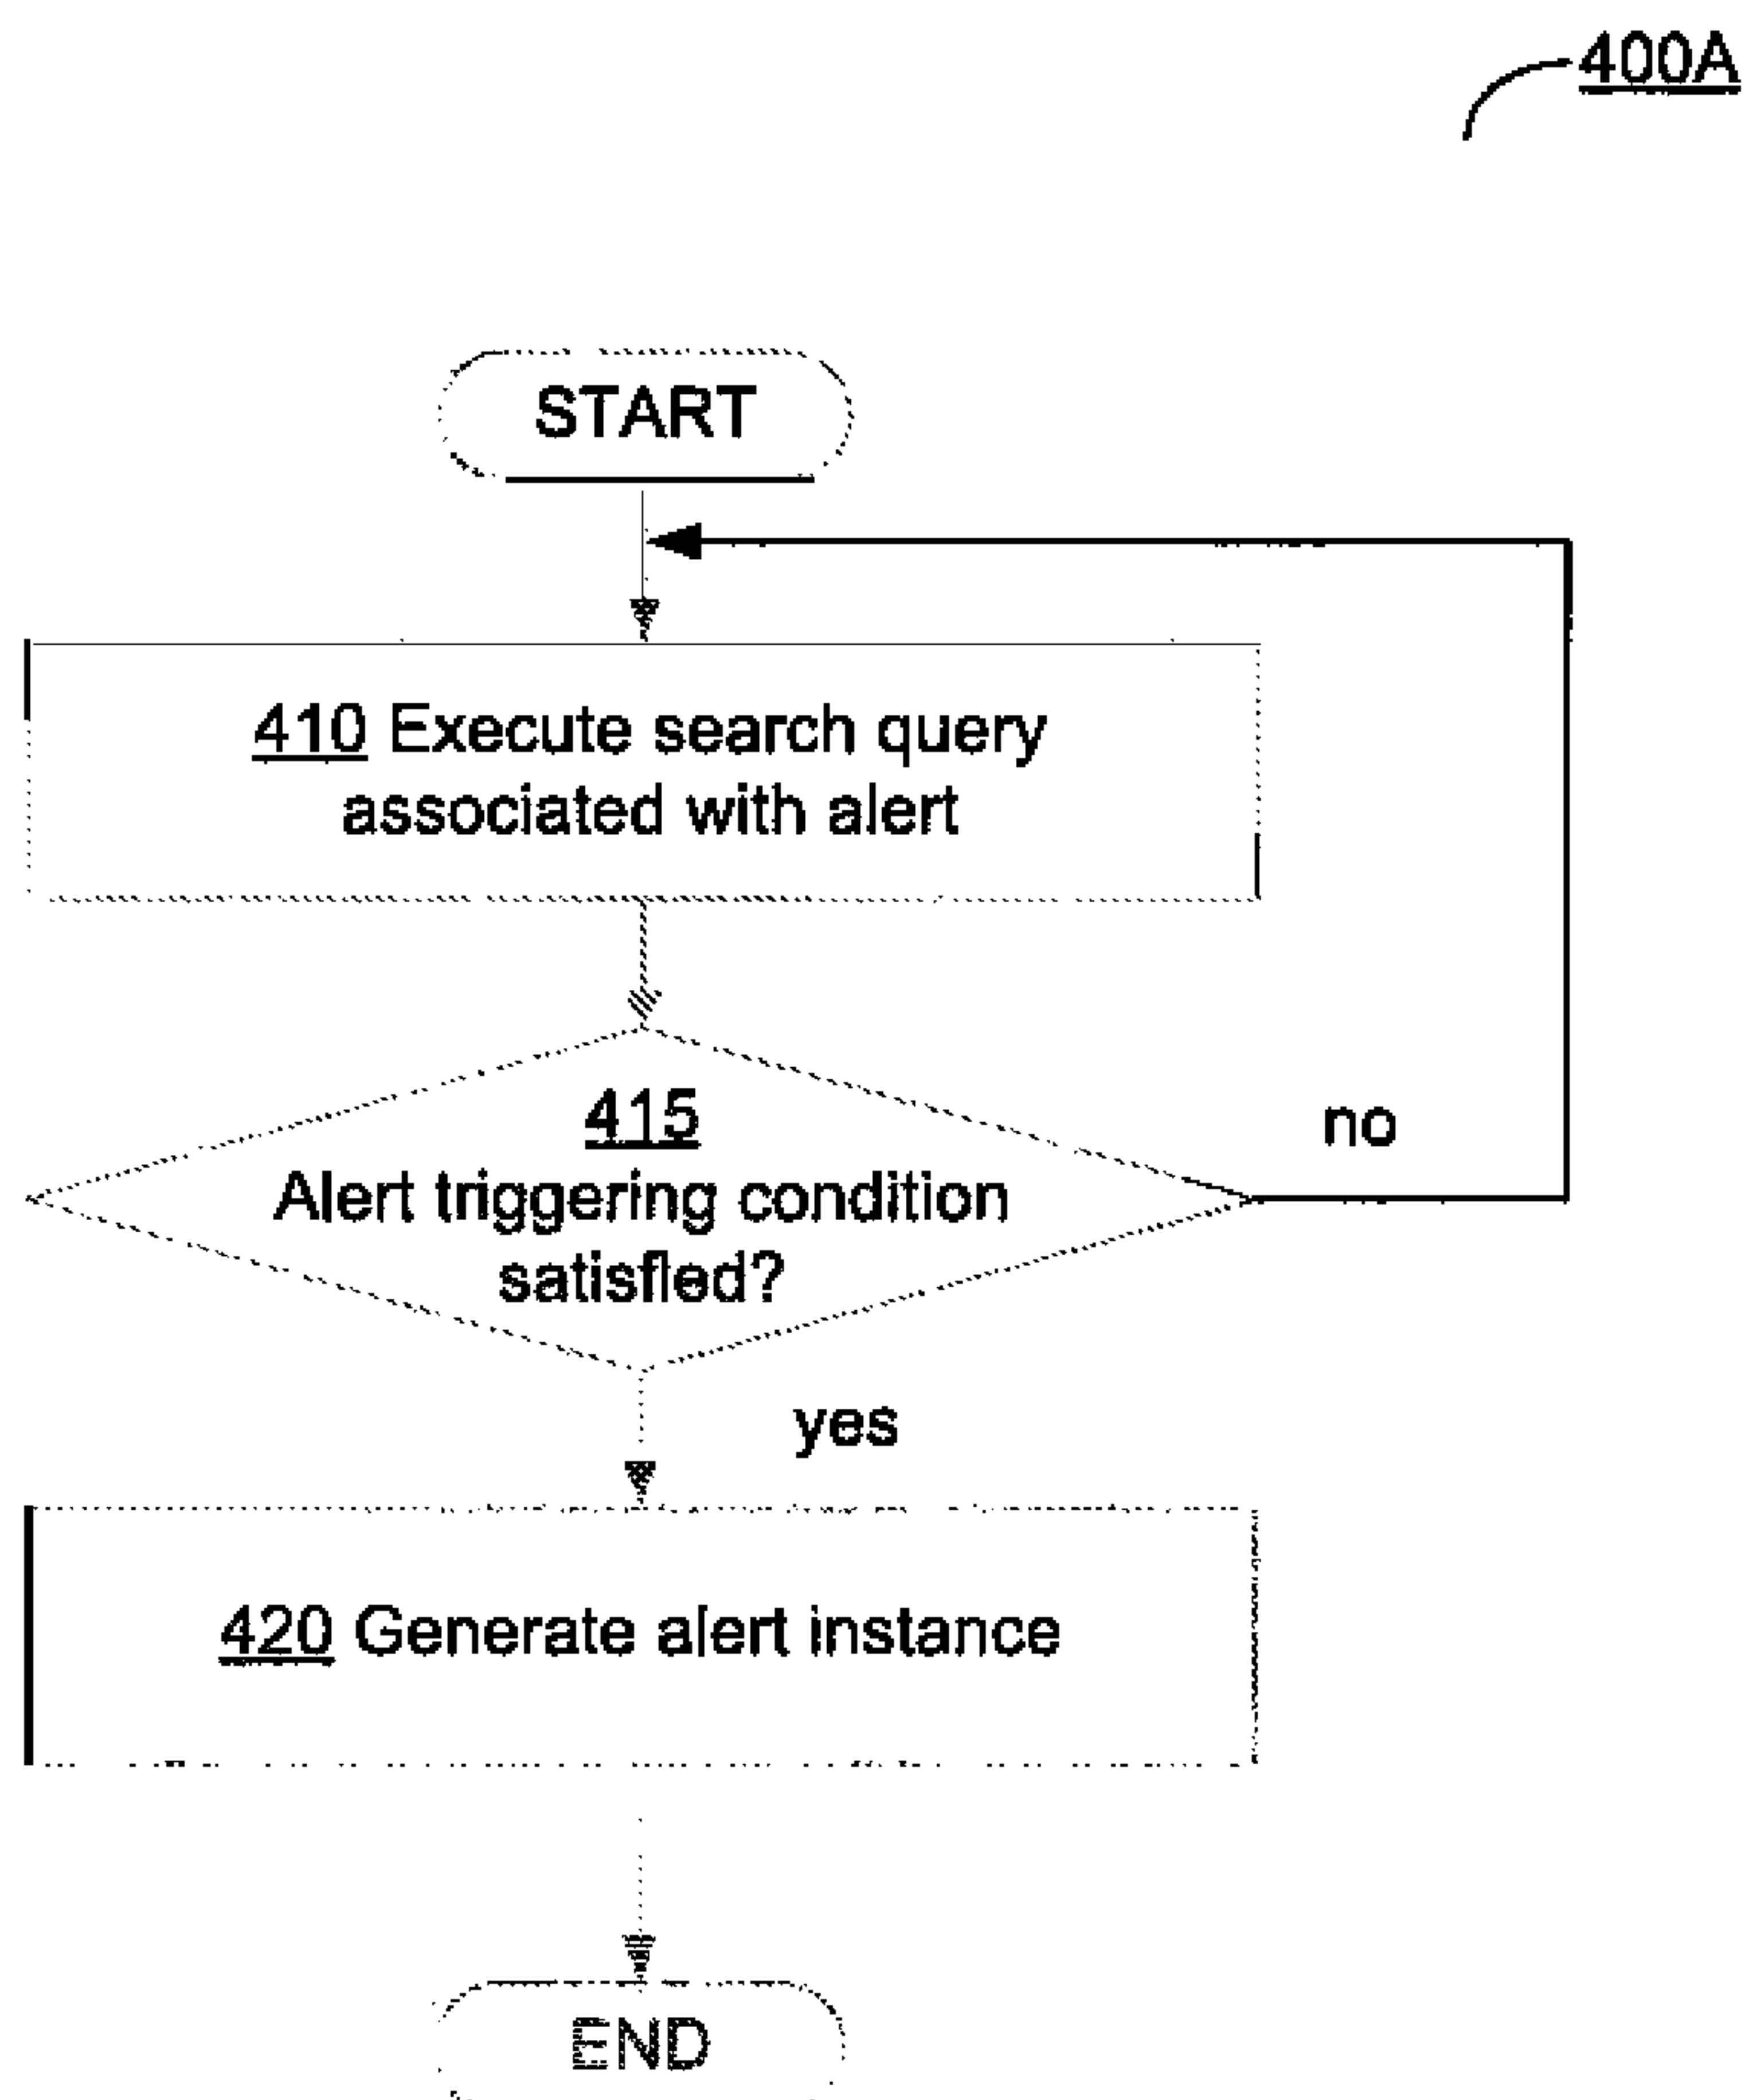 400A
START
410 Execute search query
associated with alert
415
Alert triggering condition
satisfied?
no
yes
420 Generate alert instance
END